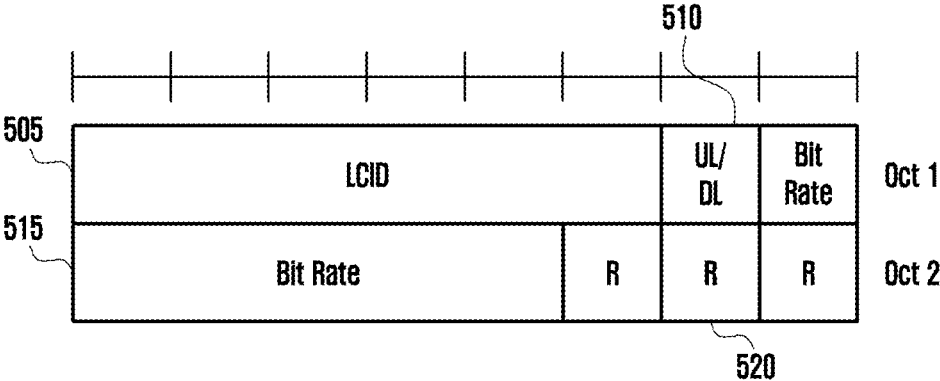 510
505
LCID
UL/
DL
Bit
Rate
Oct 1
515
Bit Rate
R
R
R
Oct 2
520